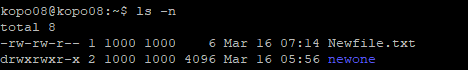 kopo08@kopo08:~$ ls -n
total 8
-rw-rw-r-- 1 1000 1000    6 Mar 16 07:14 Newfile.txt
drwxrwxr-x 2 1000 1000 4096 Mar 16 05:56 newone